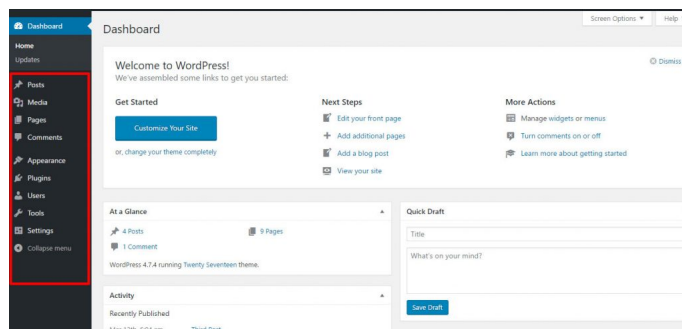 Dashboard
Home
Updates
Posts
Media
Pages
Comments
Appearance
Plugins
Users
Tools
Settings
Collapse menu
Screen Options ▼
Help
Dashboard
Welcome to WordPress!
We've assembled some links to get you started:
Dismiss
Get Started
Customize Your Site
or, change your theme completely
Next Steps
Edit your front page
Add additional pages
Add a blog post
View your site
More Actions
Manage widgets or menus
Turn comments on or off
Learn more about getting started
At a Glance
4 Posts
9 Pages
1 Comment
WordPress 4.7.4 running Twenty Seventeen theme.
Activity
Recently Published
Third Post
Quick Draft
Title
What's on your mind?
Save Draft